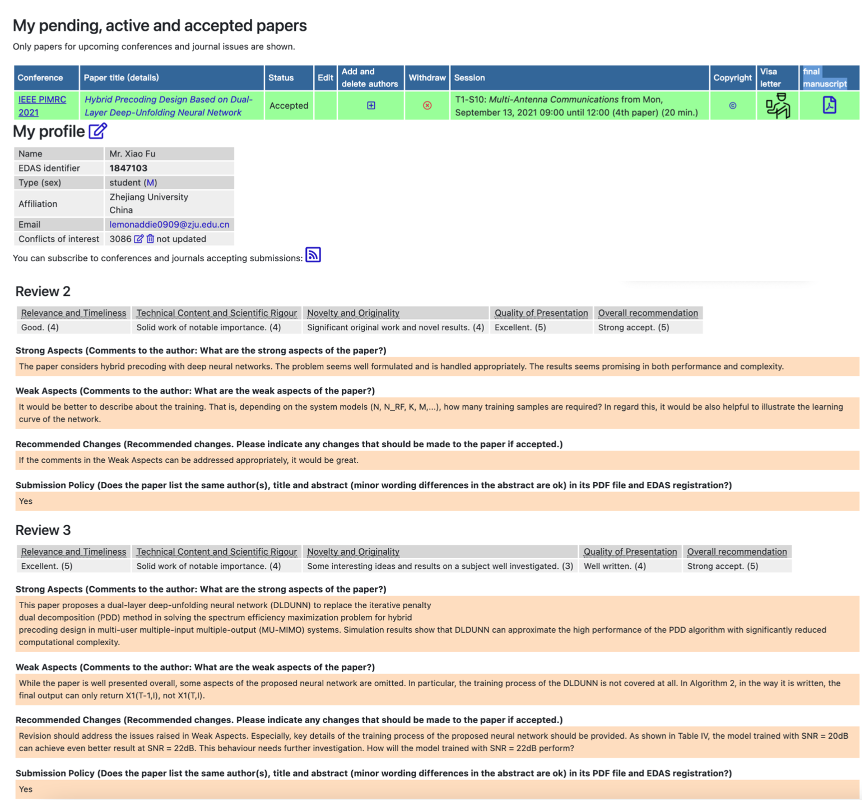 My pending, active and accepted papers
Only papers for upcoming conferences and journal issues are shown.
Conference Paper title (details) Status Edit Add and delete authors Withdraw Session Copyright Visa letter final manuscript
IEEE PIMRC 2021 Hybrid Precoding Design Based on Dual-Layer Deep-Unfolding Neural Network Accepted T1-S10: Multi-Antenna Communications from Mon, September 13, 2021 09:00 until 12:00 (4th paper) (20 min.) ©
My profile
Name Mr. Xiao Fu
EDAS identifier 1847103
Type (sex) student (M)
Affiliation Zhejiang University
China
Email lemonaddie0909@zju.edu.cn
Conflicts of interest 3086 not updated
You can subscribe to conferences and journals accepting submissions:
Review 2
Relevance and Timeliness Technical Content and Scientific Rigour Novelty and Originality Quality of Presentation Overall recommendation
Good. (4) Solid work of notable importance. (4) Significant original work and novel results. (4) Excellent. (5) Strong accept. (5)
Strong Aspects (Comments to the author: What are the strong aspects of the paper?)
The paper considers hybrid precoding with deep neural networks. The problem seems well formulated and is handled appropriately. The results seems promising in both performance and complexity.
Weak Aspects (Comments to the author: What are the weak aspects of the paper?)
It would be better to describe about the training. That is, depending on the system models (N, N_RF, K, M,...), how many training samples are required? In regard this, it would be also helpful to illustrate the learning
curve of the network.
Recommended Changes (Recommended changes. Please indicate any changes that should be made to the paper if accepted.)
If the comments in the Weak Aspects can be addressed appropriately, it would be great.
Submission Policy (Does the paper list the same author(s), title and abstract (minor wording differences in the abstract are ok) in its PDF file and EDAS registration?)
Yes
Review 3
Relevance and Timeliness Technical Content and Scientific Rigour Novelty and Originality Quality of Presentation Overall recommendation
Excellent. (5) Solid work of notable importance. (4) Some interesting ideas and results on a subject well investigated. (3) Well written. (4) Strong accept. (5)
Strong Aspects (Comments to the author: What are the strong aspects of the paper?)
This paper proposes a dual-layer deep-unfolding neural network (DLDUNN) to replace the iterative penalty
dual decomposition (PDD) method in solving the spectrum efficiency maximization problem for hybrid
precoding design in multi-user multiple-input multiple-output (MU-MIMO) systems. Simulation results show that DLDUNN can approximate the high performance of the PDD algorithm with significantly reduced
computational complexity.
Weak Aspects (Comments to the author: What are the weak aspects of the paper?)
While the paper is well presented overall, some aspects of the proposed neural network are omitted. In particular, the training process of the DLDUNN is not covered at all. In Algorithm 2, in the way it is written, the
final output can only return X1(T-1,I), not X1(T,I).
Recommended Changes (Recommended changes. Please indicate any changes that should be made to the paper if accepted.)
Revision should address the issues raised in Weak Aspects. Especially, key details of the training process of the proposed neural network should be provided. As shown in Table IV, the model trained with SNR = 20dB
can achieve even better result at SNR = 22dB. This behaviour needs further investigation. How will the model trained with SNR = 22dB perform?
Submission Policy (Does the paper list the same author(s), title and abstract (minor wording differences in the abstract are ok) in its PDF file and EDAS registration?)
Yes